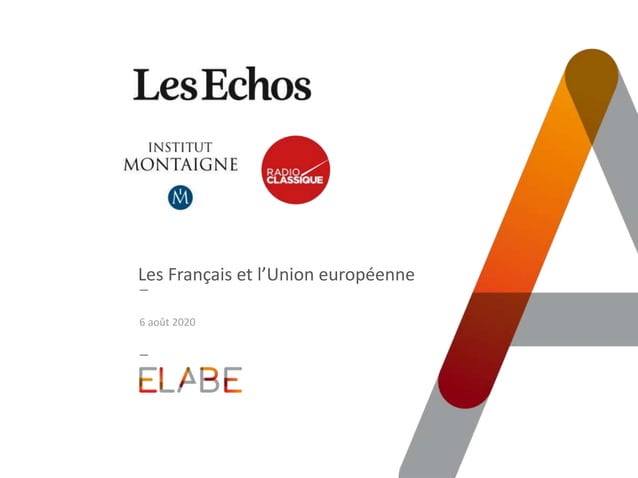 Les Echos
INSTITUT
MONTAIGNE
M
RADIO
CLASSIQUE
Les Français et l’Union européenne
6 août 2020
ELABE